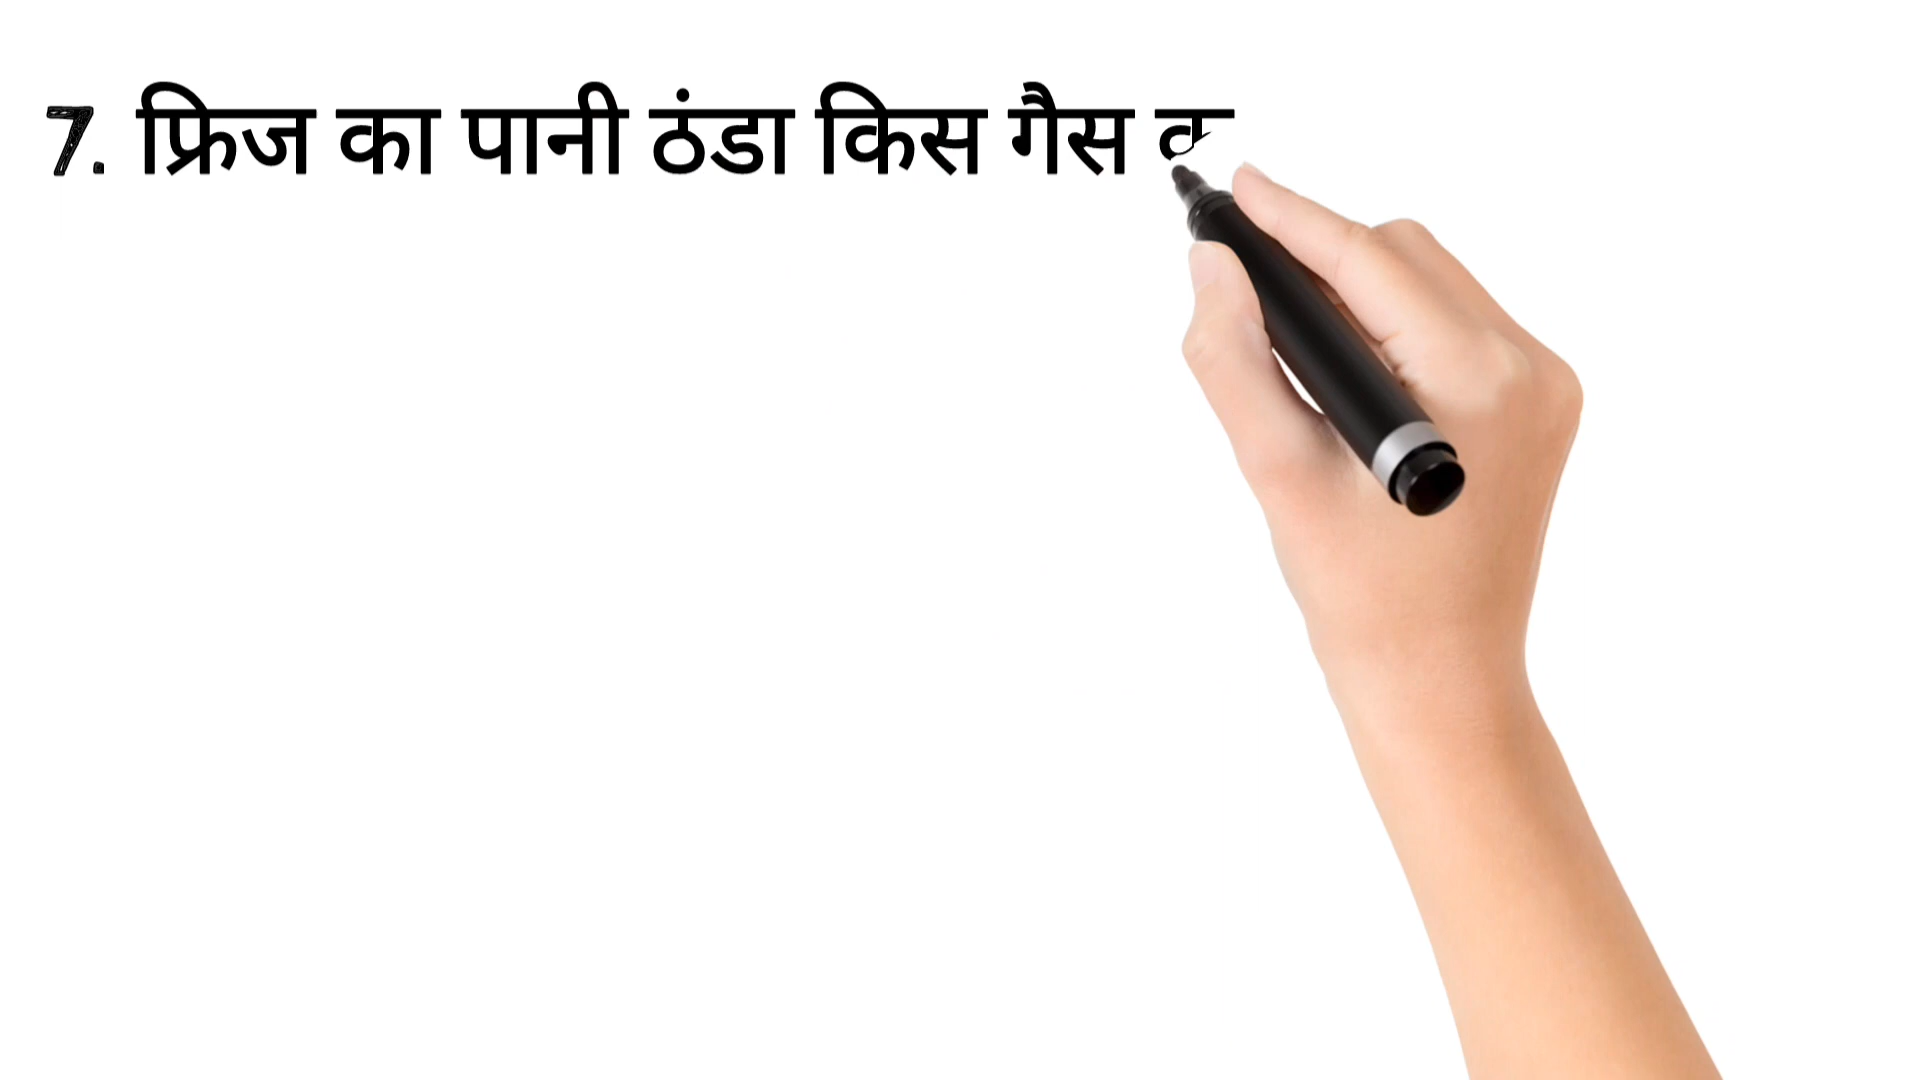 7. फ्रिज का पानी ठंडा किस गैस